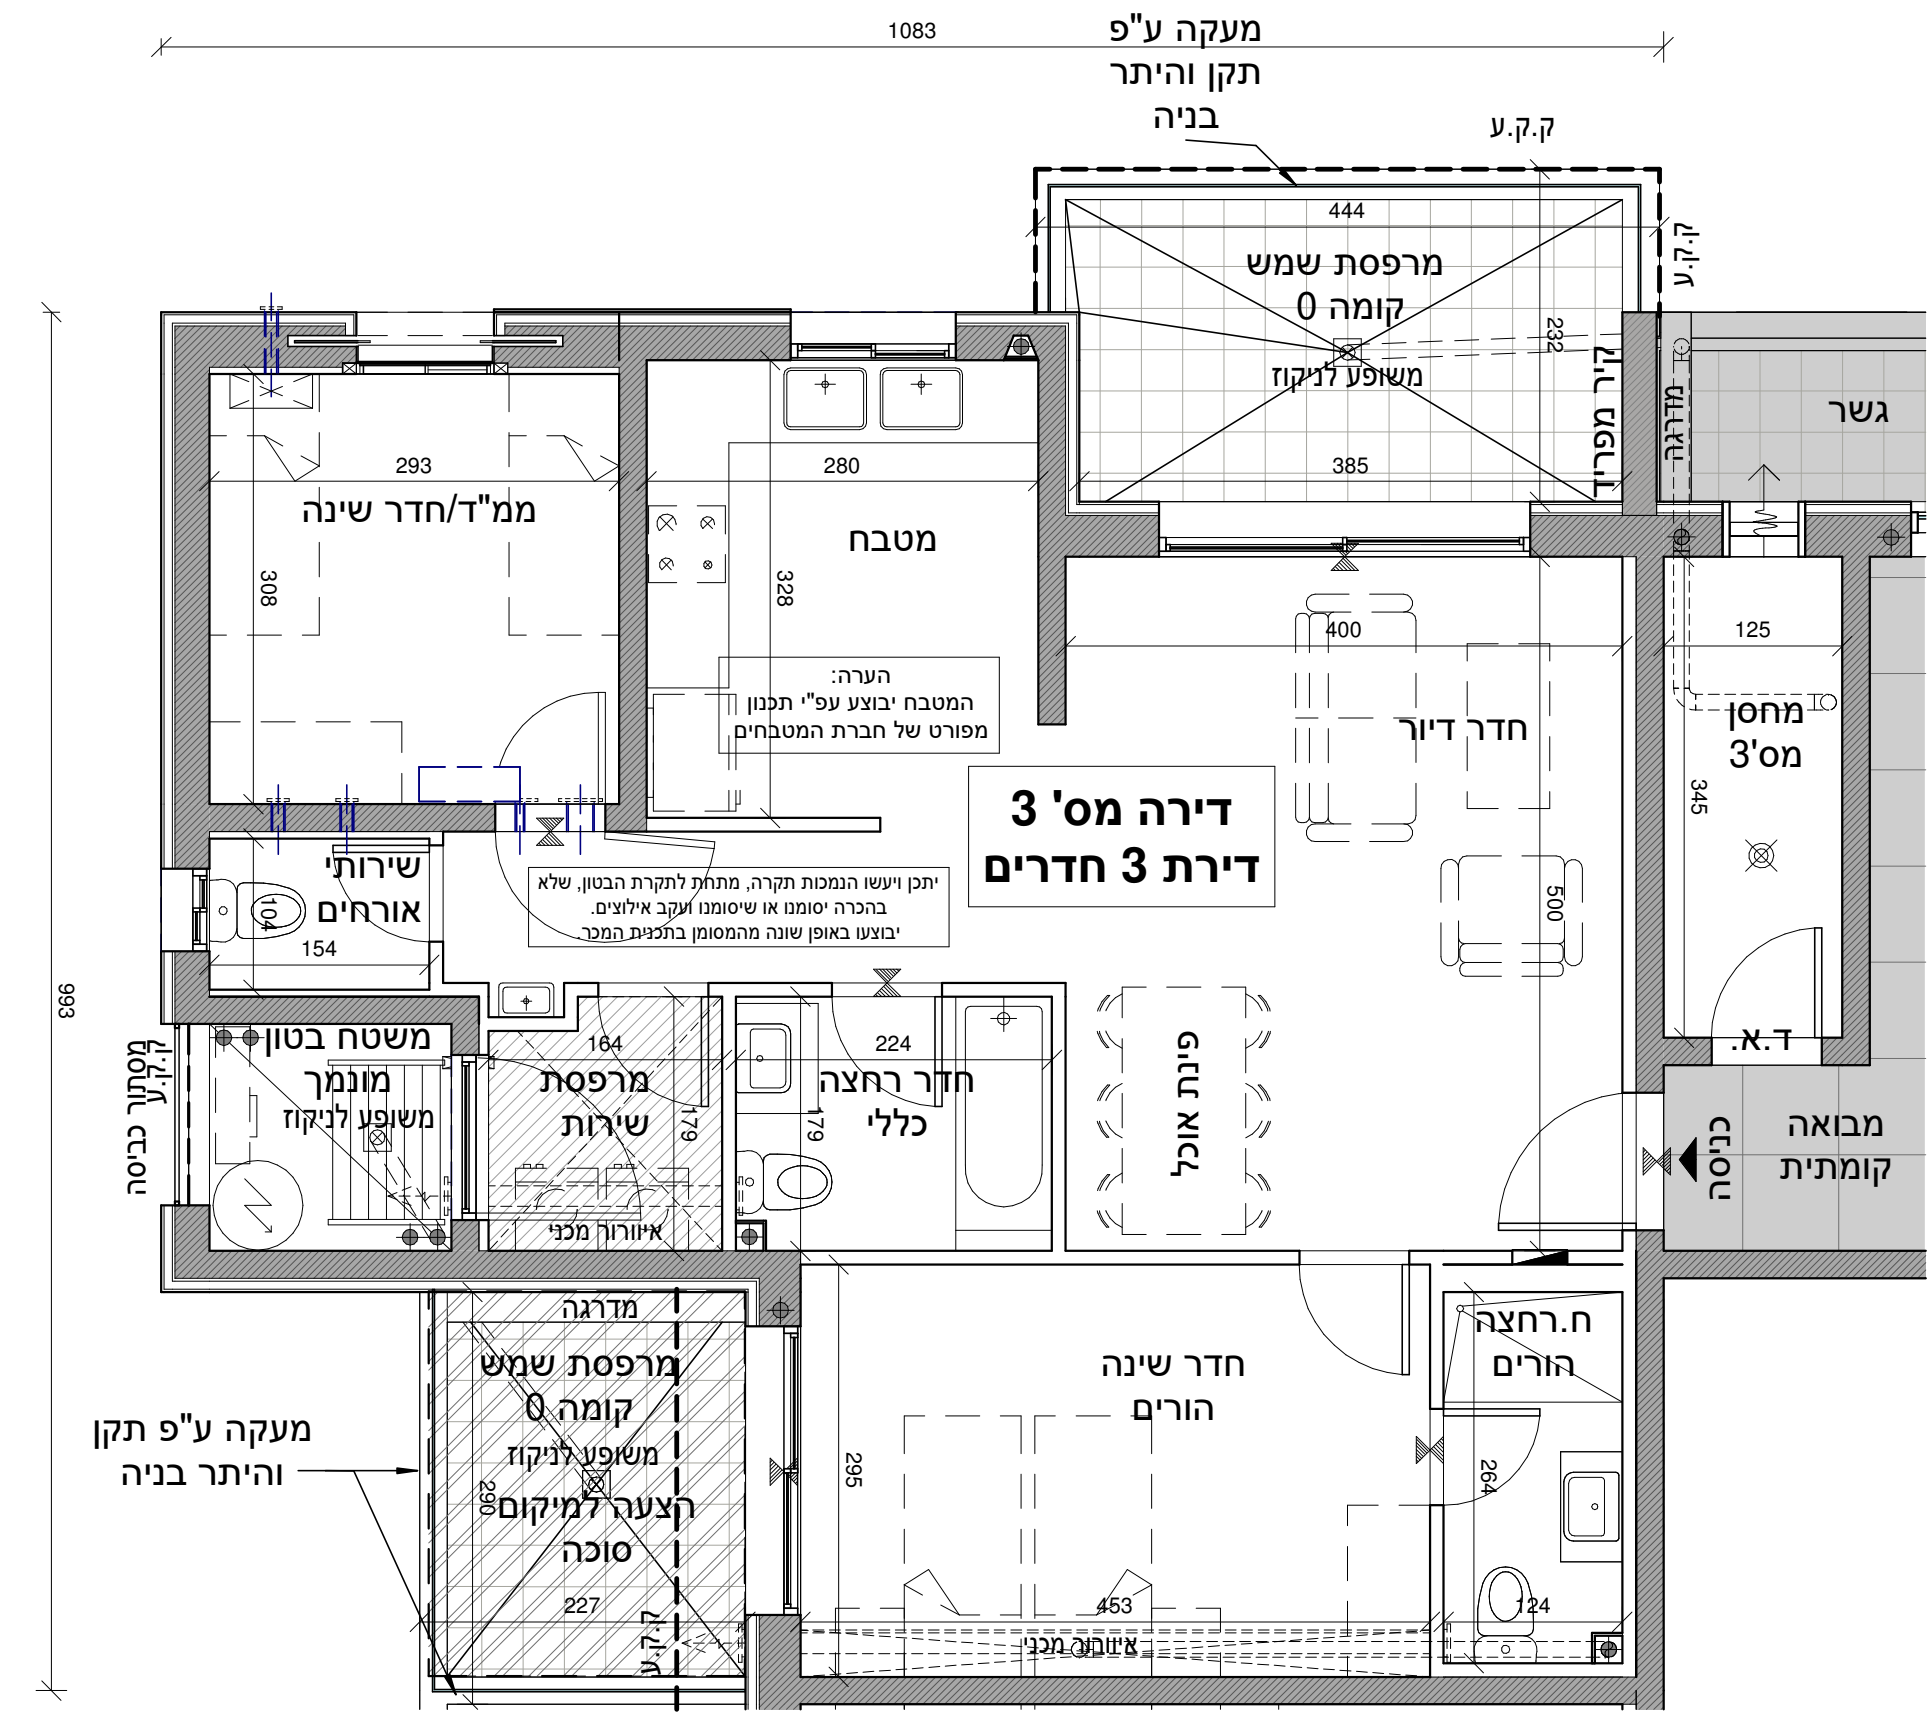 1083
מעקה ע"פ
תקן והיתר
בניה
ק.ק.ע
ק.ק.ע
444
מרפסת שמש
קומה 0
משופע לניקוז
232
קיר מפריד
385
מדרגה
גשר
293
ממ"ד/חדר שינה
308
280
מטבח
328
הערה:
המטבח יבוצע עפ"י תכנון
מפורט של חברת המטבחים
400
חדר דיור
125
מחסן
מס'3
345
דירה מס' 3
דירת 3 חדרים
500
שירותי
אורחים
104
154
יתכן ויעשו הנמכות תקרה, מתחת לתקרת הבטון, שלא
בהכרה יסומנו או שיסומנו ועקב אילוצים.
יבוצעו באופן שונה מהמסומן בתכנית המכר.
993
מסתור כביסה
ק.ק.ע
משטח בטון
מונמך
משופע לניקוז
164
מרפסת
שירות
179
איוורור מכני
224
חדר רחצה
כללי
179
פינת אוכל
ד.א.
כניסה
מבואה
קומתית
מדרגה
מרפסת שמש
קומה 0
משופע לניקוז
הצעה למיקום
סוכה
290
227
ק.ק.ע
מעקה ע"פ תקן
והיתר בניה
חדר שינה
הורים
295
453
איוורור מכני
ח.רחצה
הורים
264
124